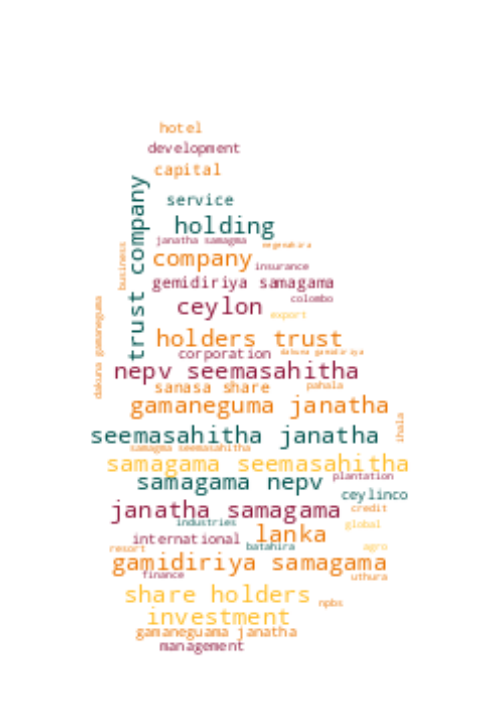 hotel
development
capital
trust company
service
holding
janatha samagma
negenahira
business
company
insurance
gemidiriya samagama
dakuna gamaneguma
ceylon
colombo
export
holders trust
corporation
dakuna gamidiriya
nepv seemasahitha
sanasa share
pahala
gamaneguma janatha
ihala
seemasahitha janatha
samagma seemasahitha
samagama seemasahitha
samagama nepv
plantation
ceylinco
janatha samagama
credit
industries
global
lanka
international
batahira
agro
resort
gamidiriya samagama
finance
uthura
share holders
npbs
investment
gamaneguama janatha
management